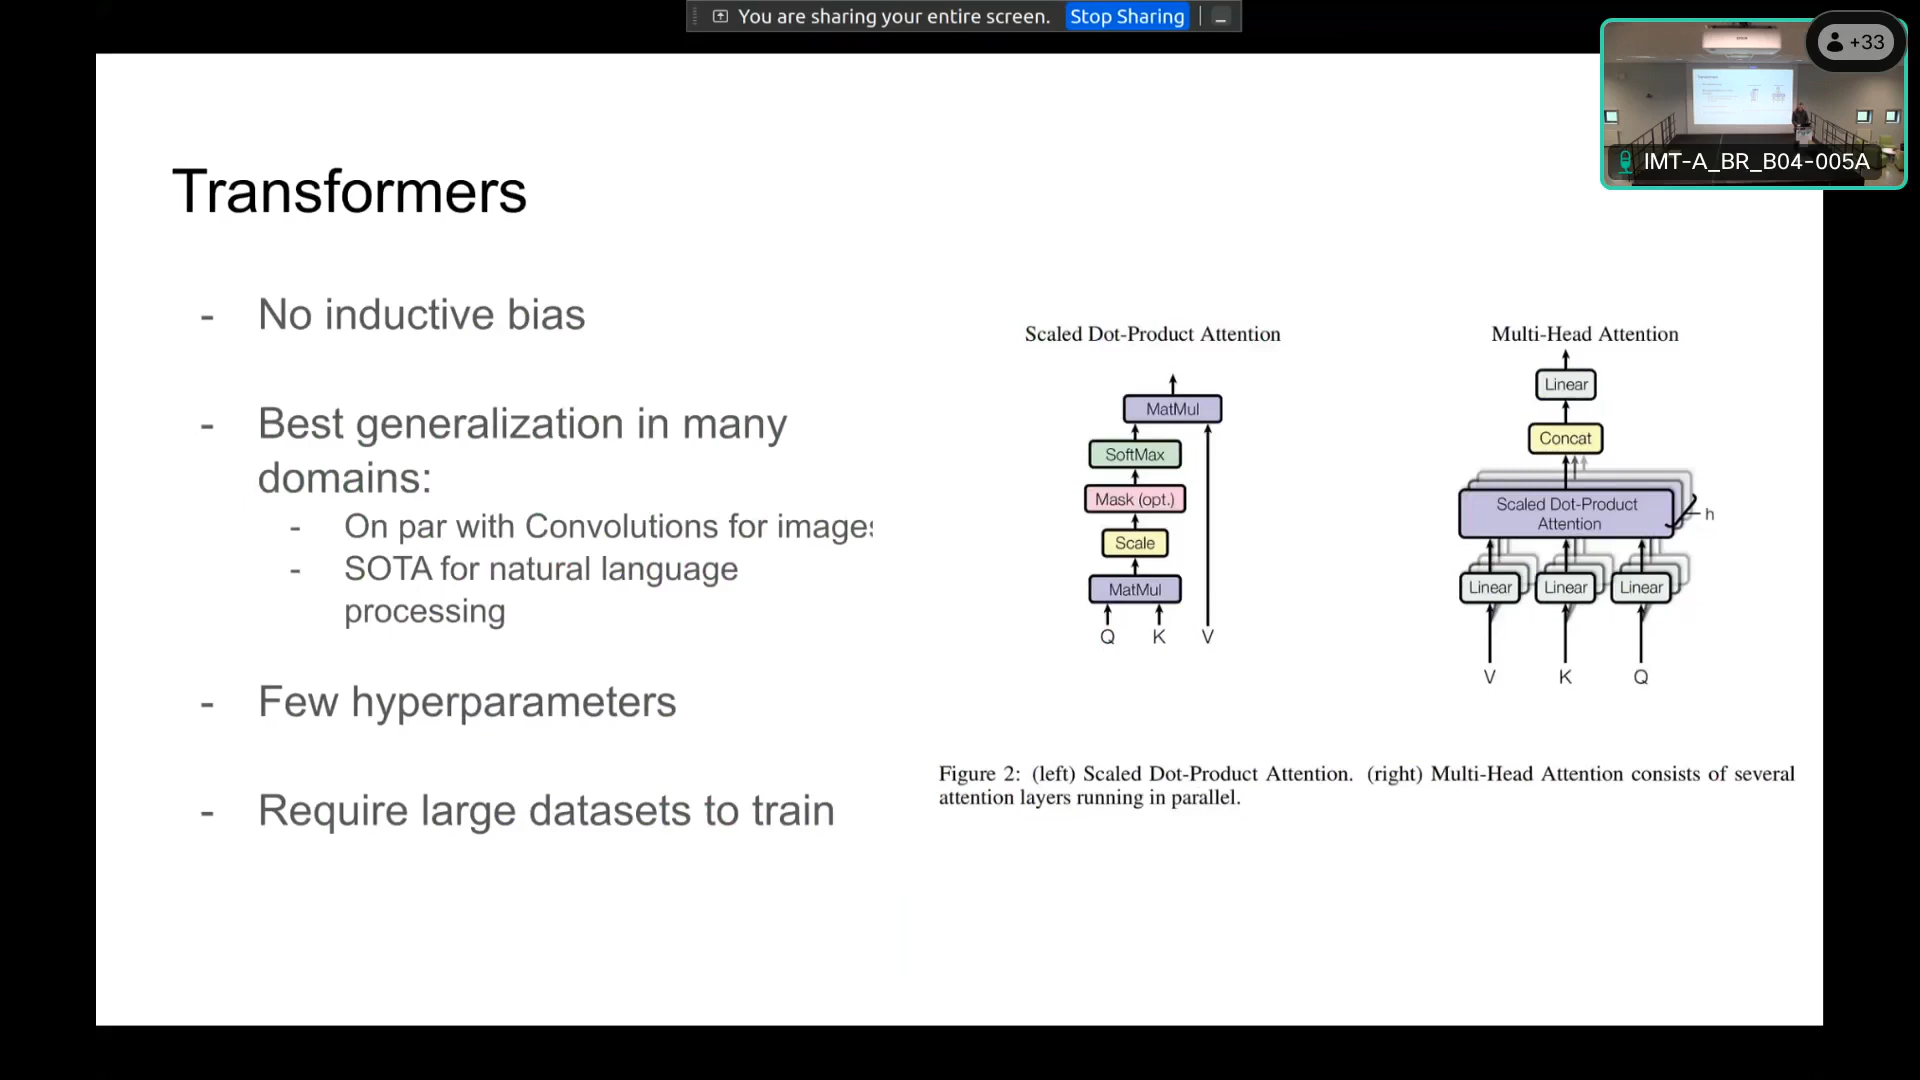 You are sharing your entire screen. Stop Sharing
+33
IMT-A_BR_B04-005A
Transformers
- No inductive bias
- Best generalization in many
domains:
- On par with Convolutions for images
- SOTA for natural language
processing
- Few hyperparameters
- Require large datasets to train
Scaled Dot-Product Attention
MatMul
SoftMax
Mask (opt.)
Scale
MatMul
Q K V
Multi-Head Attention
Linear
Concat
Scaled Dot-Product
Attention
h
Linear Linear Linear
V K Q
Figure 2: (left) Scaled Dot-Product Attention. (right) Multi-Head Attention consists of several
attention layers running in parallel.